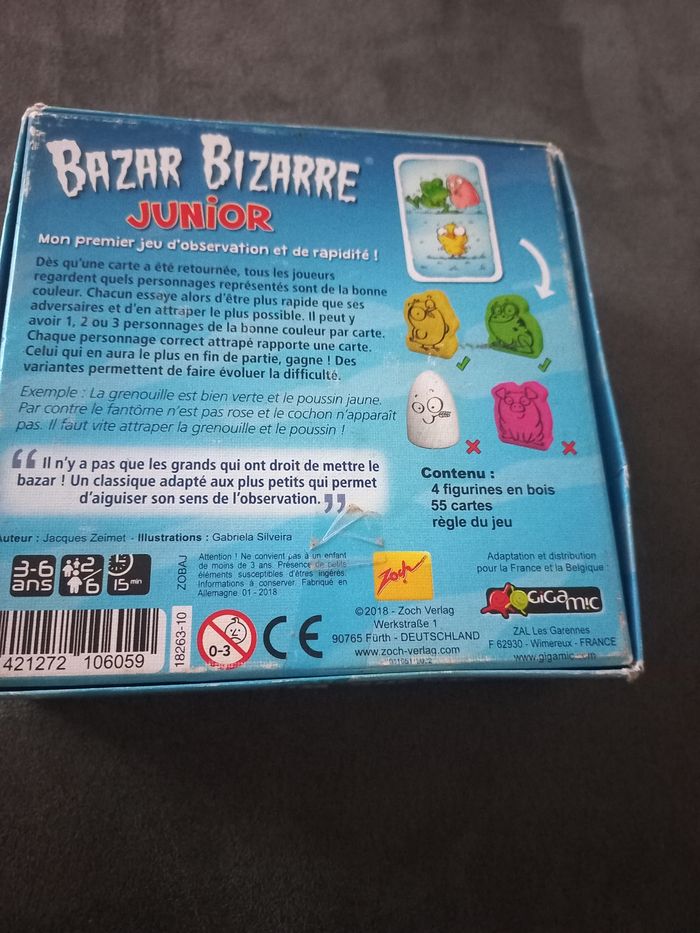 BAZAR BIZARRE
JUNIOR
Mon premier jeu d'observation et de rapidité !
Dès qu'une carte a été retournée, tous les joueurs
regardent quels personnages représentés sont de la bonne
couleur. Chacun essaye alors d'être plus rapide que ses
adversaires et d'en attraper le plus possible. Il peut y
avoir 1, 2 ou 3 personnages de la bonne couleur par carte.
Chaque personnage correct attrapé rapporte une carte.
Celui qui en aura le plus en fin de partie, gagne ! Des
variantes permettent de faire évoluer la difficulté.
Exemple : La grenouille est bien verte et le poussin jaune.
Par contre le fantôme n'est pas rose et le cochon n'apparaît
pas. Il faut vite attraper la grenouille et le poussin !
“ Il n'y a pas que les grands qui ont droit de mettre le
bazar ! Un classique adapté aux plus petits qui permet
d'aiguiser son sens de l'observation. ”
Contenu :
4 figurines en bois
55 cartes
règle du jeu
Auteur : Jacques Zeimet - Illustrations : Gabriela Silveira
3-6
ans
2
6
15
15 min
ZOBAJ
Attention ! Ne convient pas à un enfant
de moins de 3 ans. Présence de petits
éléments susceptibles d'êtres ingérés.
Informations à conserver. Fabriqué en
Allemagne 01 - 2018
Zoch
Adaptation et distribution
pour la France et la Belgique :
GiGamic
ZAL Les Garennes
F 62930 - Wimereux - FRANCE
www.gigamic.com
421272 106059
18263-10
0-3
CE
©2018 - Zoch Verlag
Werkstraße 1
90765 Fürth - DEUTSCHLAND
www.zoch-verlag.com